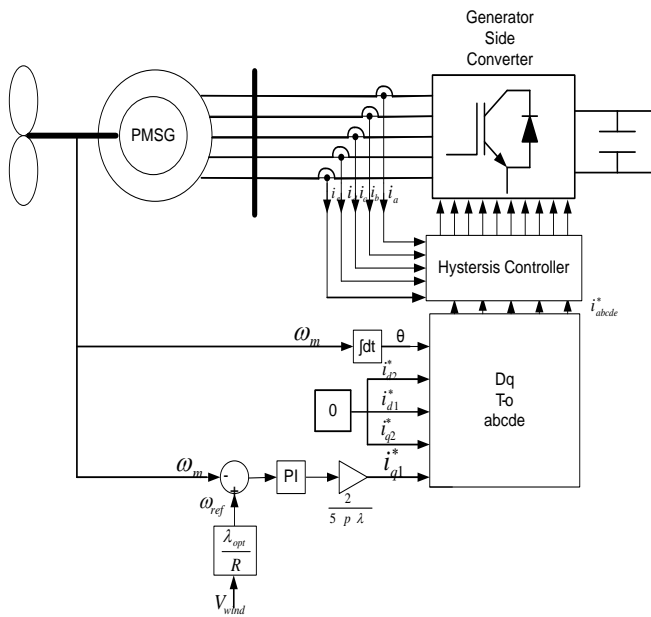 Generator
Side
Converter
PMSG
i i i_a i_b i_a
Hystersis Controller
i*_abcde
ω_m
∫dt
θ
i*_d2
0
i*_d1
i*_q2
Dq
T-o
abcde
ω_m
-
+
PI
i*_q1
2
5 p λ
ω_ref
λ_opt
R
V_wind